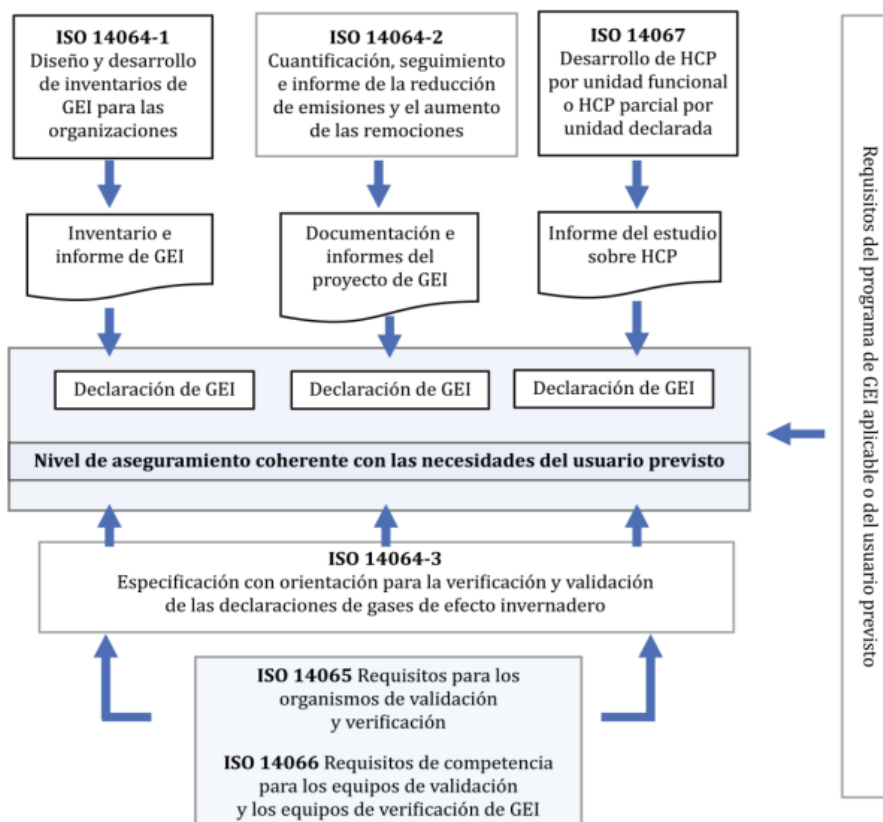 ISO 14064-1
Diseño y desarrollo
de inventarios de
GEI para las
organizaciones
ISO 14064-2
Cuantificación, seguimiento
e informe de la reducción
de emisiones y el aumento
de las remociones
ISO 14067
Desarrollo de HCP
por unidad funcional
o HCP parcial por
unidad declarada
Inventario e
informe de GEI
Documentación e
informes del
proyecto de GEI
Informe del estudio
sobre HCP
Declaración de GEI
Declaración de GEI
Declaración de GEI
Nivel de aseguramiento coherente con las necesidades del usuario previsto
ISO 14064-3
Especificación con orientación para la verificación y validación
de las declaraciones de gases de efecto invernadero
ISO 14065 Requisitos para los
organismos de validación
y verificación
ISO 14066 Requisitos de competencia
para los equipos de validación
y los equipos de verificación de GEI
Requisitos del programa de GEI aplicable o del usuario previsto